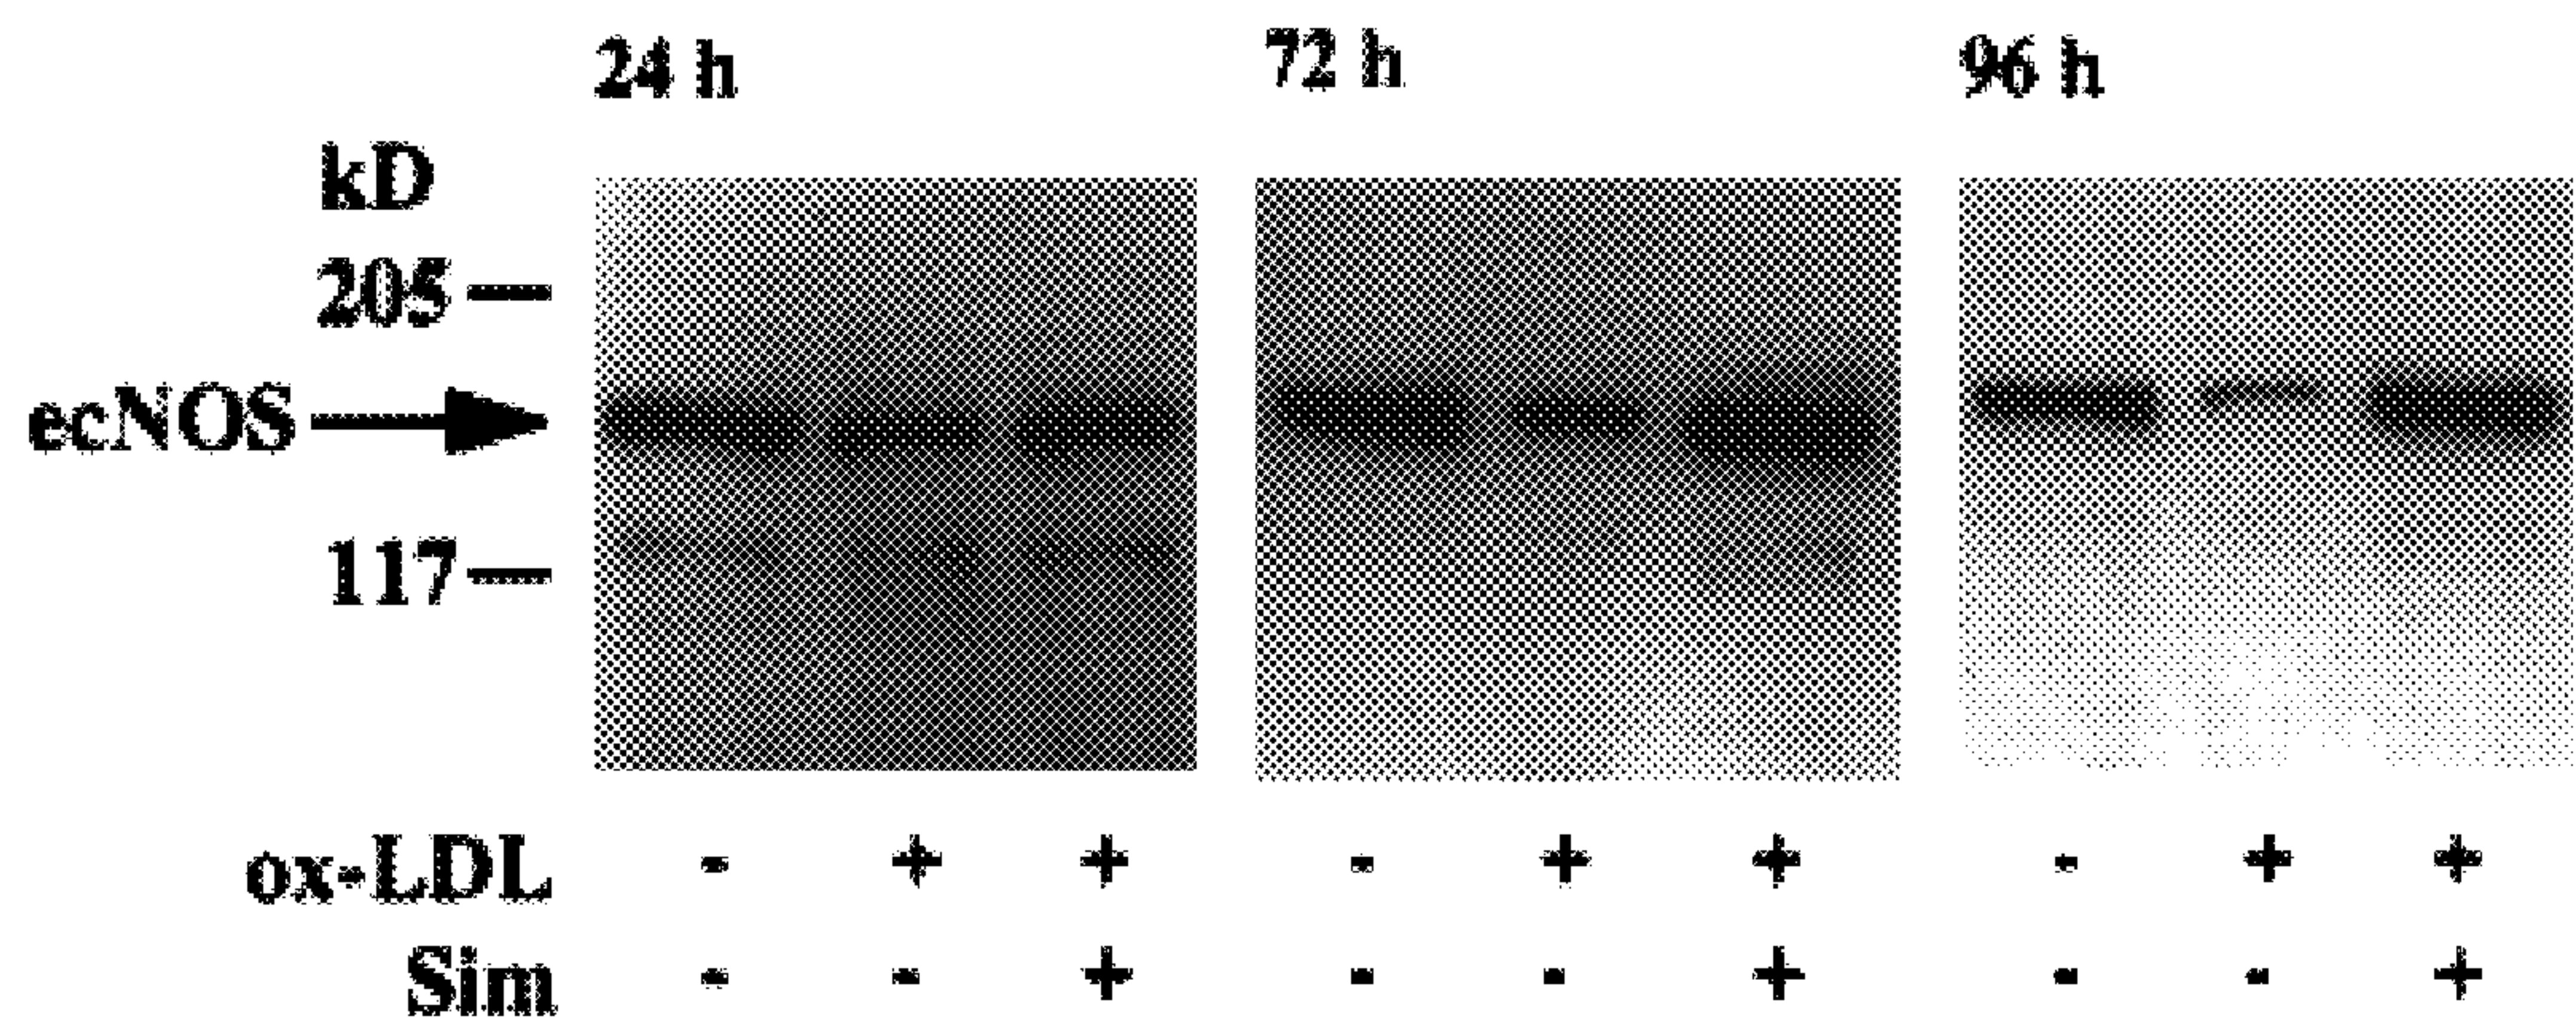 24 h 72 h 96 h
kD
205
ecNOS
117
ox-LDL - + + - + + - + +
Sim - - + - - + - - +